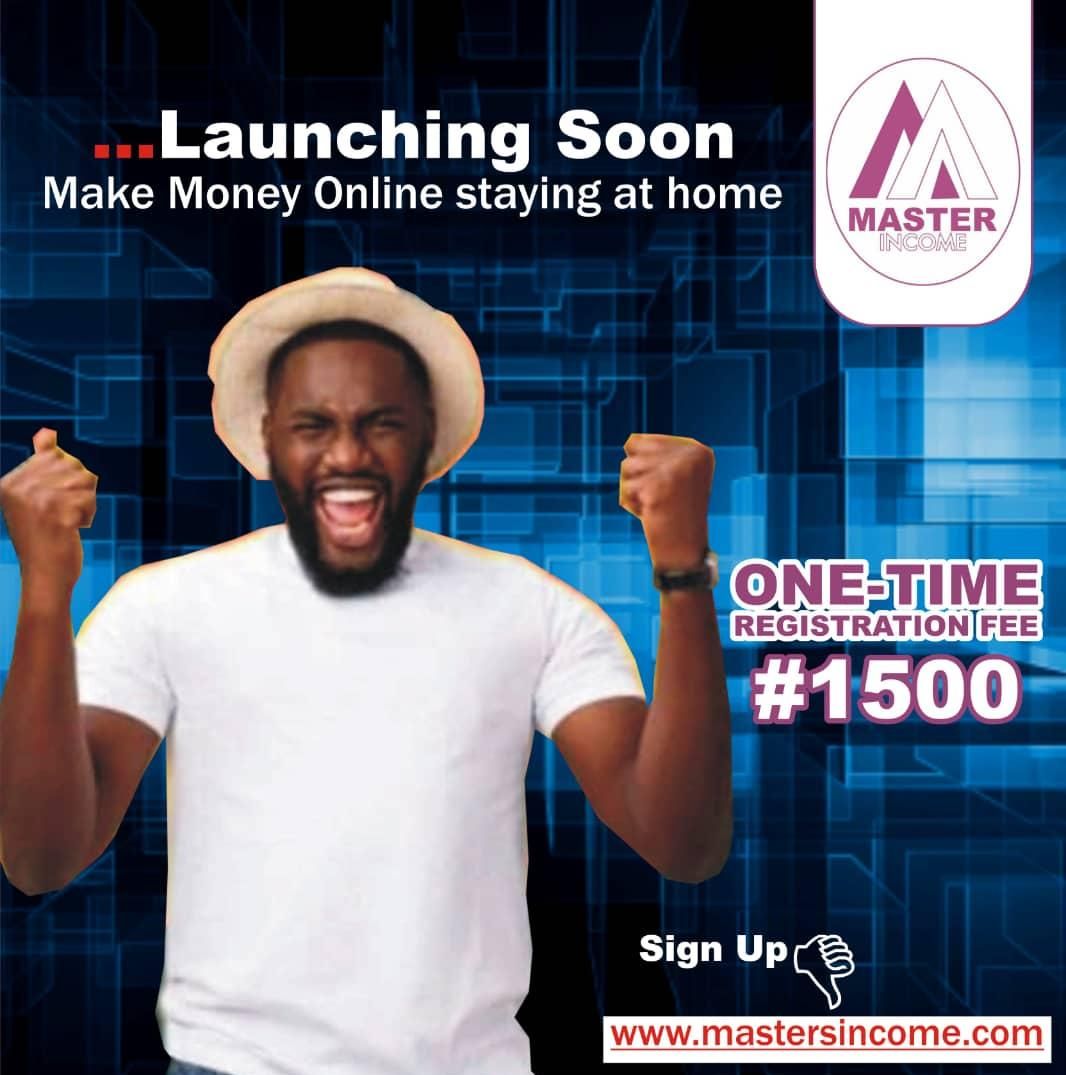 ...Launching Soon
Make Money Online staying at home
MASTER
INCOME
ONE-TIME
REGISTRATION FEE
#1500
Sign Up
www.mastersincome.com